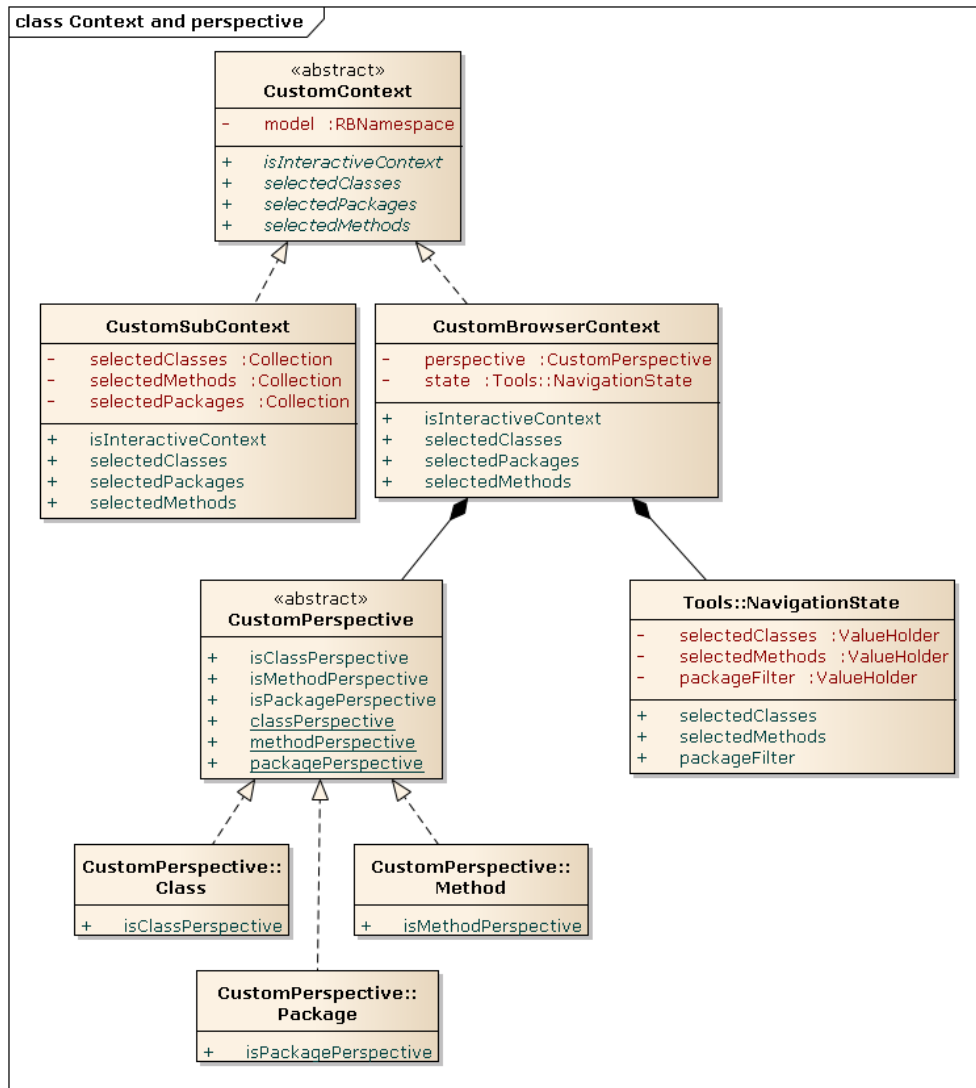 class Context and perspective
«abstract»
CustomContext
- model :RBNamespace
+ isInteractiveContext
+ selectedClasses
+ selectedPackages
+ selectedMethods
CustomSubContext
- selectedClasses :Collection
- selectedMethods :Collection
- selectedPackages :Collection
+ isInteractiveContext
+ selectedClasses
+ selectedPackages
+ selectedMethods
CustomBrowserContext
- perspective :CustomPerspective
- state :Tools::NavigationState
+ isInteractiveContext
+ selectedClasses
+ selectedPackages
+ selectedMethods
«abstract»
CustomPerspective
+ isClassPerspective
+ isMethodPerspective
+ isPackagePerspective
+ classPerspective
+ methodPerspective
+ packagePerspective
Tools::NavigationState
- selectedClasses :ValueHolder
- selectedMethods :ValueHolder
- packageFilter :ValueHolder
+ selectedClasses
+ selectedMethods
+ packageFilter
CustomPerspective::
Class
+ isClassPerspective
CustomPerspective::
Method
+ isMethodPerspective
CustomPerspective::
Package
+ isPackagePerspective